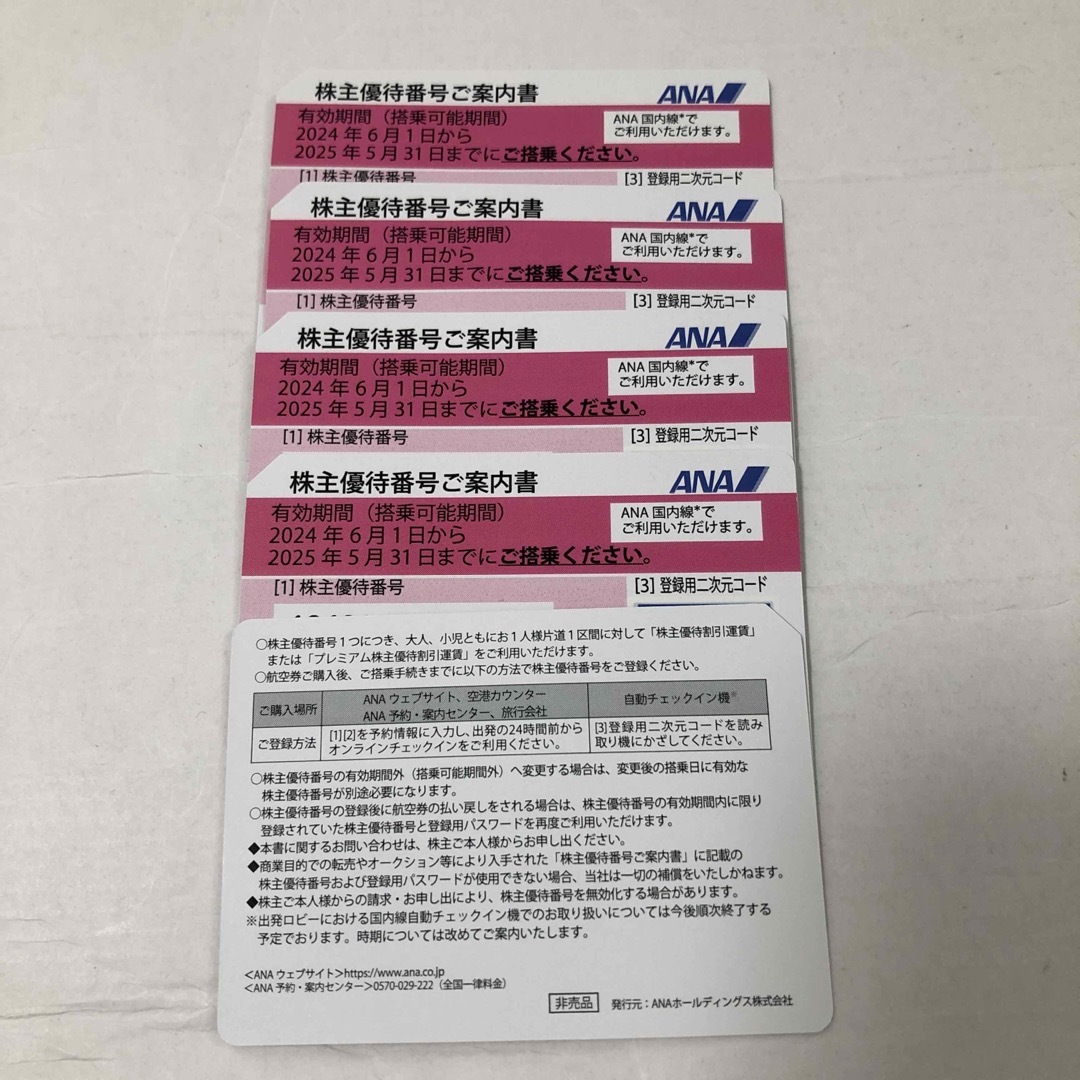 株主優待番号ご案内書
ANA
有効期間（搭乗可能期間）
2024年6月1日から
2025年5月31日までにご搭乗ください。
ANA国内線*で
ご利用いただけます。
[1] 株主優待番号
[3] 登録用二次元コード
株主優待番号ご案内書
ANA
有効期間（搭乗可能期間）
2024年6月1日から
2025年5月31日までにご搭乗ください。
ANA国内線*で
ご利用いただけます。
[1] 株主優待番号
[3] 登録用二次元コード
株主優待番号ご案内書
ANA
有効期間（搭乗可能期間）
2024年6月1日から
2025年5月31日までにご搭乗ください。
ANA国内線*で
ご利用いただけます。
[1] 株主優待番号
[3] 登録用二次元コード
株主優待番号ご案内書
ANA
有効期間（搭乗可能期間）
2024年6月1日から
2025年5月31日までにご搭乗ください。
ANA国内線*で
ご利用いただけます。
[1] 株主優待番号
[3] 登録用二次元コード
○株主優待番号1つにつき、大人、小児ともにお1人様片道1区間に対して「株主優待割引運賃」
または「プレミアム株主優待割引運賃」をご利用いただけます。
○航空券ご購入後、ご搭乗手続きまでに以下の方法で株主優待番号をご登録ください。
ご購入場所
ANAウェブサイト、空港カウンター
ANA予約・案内センター、旅行会社
自動チェックイン機※
ご登録方法
[1][2]を予約情報に入力し、出発の24時間前から
オンラインチェックインをご利用ください。
[3]登録用二次元コードを読み
取り機にかざしてください。
○株主優待番号の有効期間外（搭乗可能期間外）へ変更する場合は、変更後の搭乗日に有効な
株主優待番号が別途必要になります。
○株主優待番号の登録後に航空券の払い戻しをされる場合は、株主優待番号の有効期間内に限り
登録されていた株主優待番号と登録用パスワードを再度ご利用いただけます。
◆本書に関するお問い合わせは、株主ご本人様からお申し出ください。
◆商業目的での転売やオークション等により入手された「株主優待番号ご案内書」に記載の
株主優待番号および登録用パスワードが使用できない場合、当社は一切の補償をいたしかねます。
◆株主ご本人様からの請求・お申し出により、株主優待番号を無効化する場合があります。
※出発ロビーにおける国内線自動チェックイン機でのお取り扱いについては今後順次終了する
予定でおります。時期については改めてご案内いたします。
＜ANAウェブサイト＞https://www.ana.co.jp
＜ANA予約・案内センター＞0570-029-222（全国一律料金）
非売品
発行元：ANAホールディングス株式会社